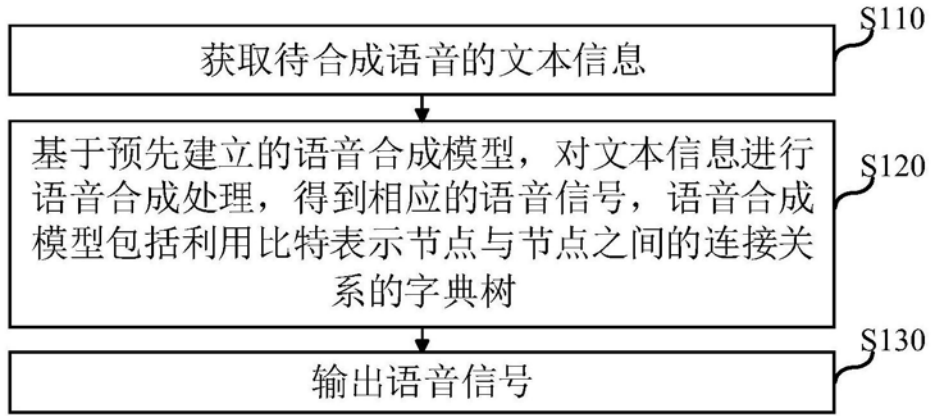 S110
获取待合成语音的文本信息
S120
基于预先建立的语音合成模型，对文本信息进行
语音合成处理，得到相应的语音信号，语音合成
模型包括利用比特表示节点与节点之间的连接关
系的字典树
S130
输出语音信号